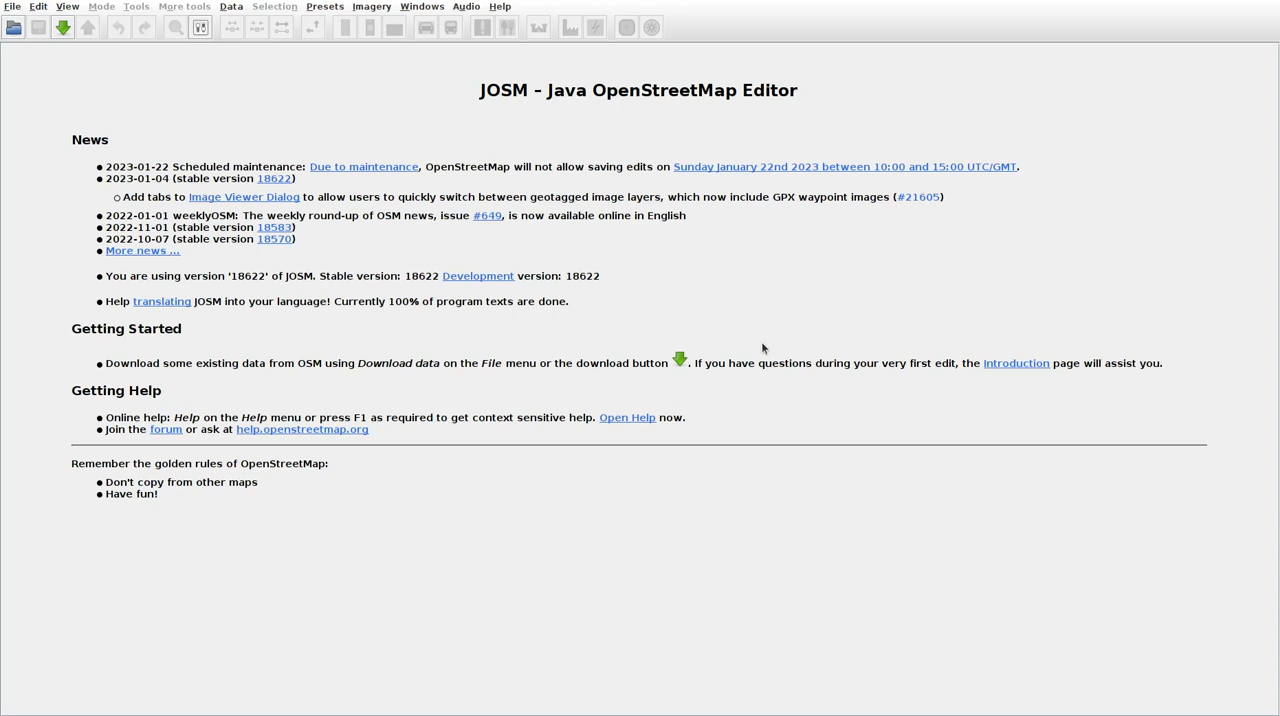 File Edit View Mode Tools More tools Data Selection Presets Imagery Windows Audio Help
JOSM – Java OpenStreetMap Editor
News
2023-01-22 Scheduled maintenance: Due to maintenance, OpenStreetMap will not allow saving edits on Sunday January 22nd 2023 between 10:00 and 15:00 UTC/GMT.
2023-01-04 (stable version 18622)
Add tabs to Image Viewer Dialog to allow users to quickly switch between geotagged image layers, which now include GPX waypoint images (#21605)
2022-01-01 weeklyOSM: The weekly round-up of OSM news, issue #649, is now available online in English
2022-11-01 (stable version 18583)
2022-10-07 (stable version 18570)
More news ...
You are using version '18622' of JOSM. Stable version: 18622 Development version: 18622
Help translating JOSM into your language! Currently 100% of program texts are done.
Getting Started
Download some existing data from OSM using Download data on the File menu or the download button . If you have questions during your very first edit, the Introduction page will assist you.
Getting Help
Online help: Help on the Help menu or press F1 as required to get context sensitive help. Open Help now.
Join the forum or ask at help.openstreetmap.org
Remember the golden rules of OpenStreetMap:
Don't copy from other maps
Have fun!